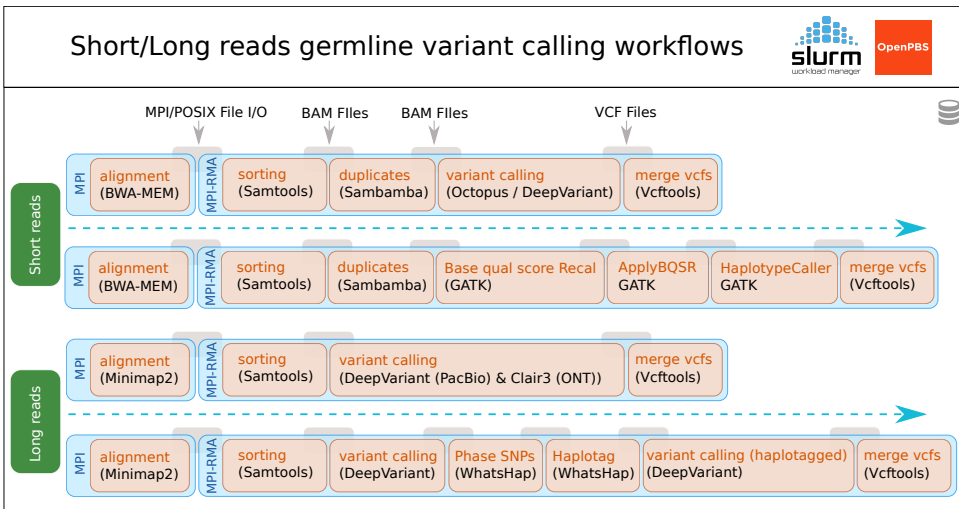 Short/Long reads germline variant calling workflows
slurm
workload manager
OpenPBS
MPI/POSIX File I/O
BAM FIles
BAM FIles
VCF Files
Short reads
MPI
alignment
(BWA-MEM)
MPI-RMA
sorting
(Samtools)
duplicates
(Sambamba)
variant calling
(Octopus / DeepVariant)
merge vcfs
(Vcftools)
MPI
alignment
(BWA-MEM)
MPI-RMA
sorting
(Samtools)
duplicates
(Sambamba)
Base qual score Recal
(GATK)
ApplyBQSR
GATK
HaplotypeCaller
GATK
merge vcfs
(Vcftools)
Long reads
MPI
alignment
(Minimap2)
MPI-RMA
sorting
(Samtools)
variant calling
(DeepVariant (PacBio) & Clair3 (ONT))
merge vcfs
(Vcftools)
MPI
alignment
(Minimap2)
MPI-RMA
sorting
(Samtools)
variant calling
(DeepVariant)
Phase SNPs
(WhatsHap)
Haplotag
(WhatsHap)
variant calling (haplotagged)
(DeepVariant)
merge vcfs
(Vcftools)